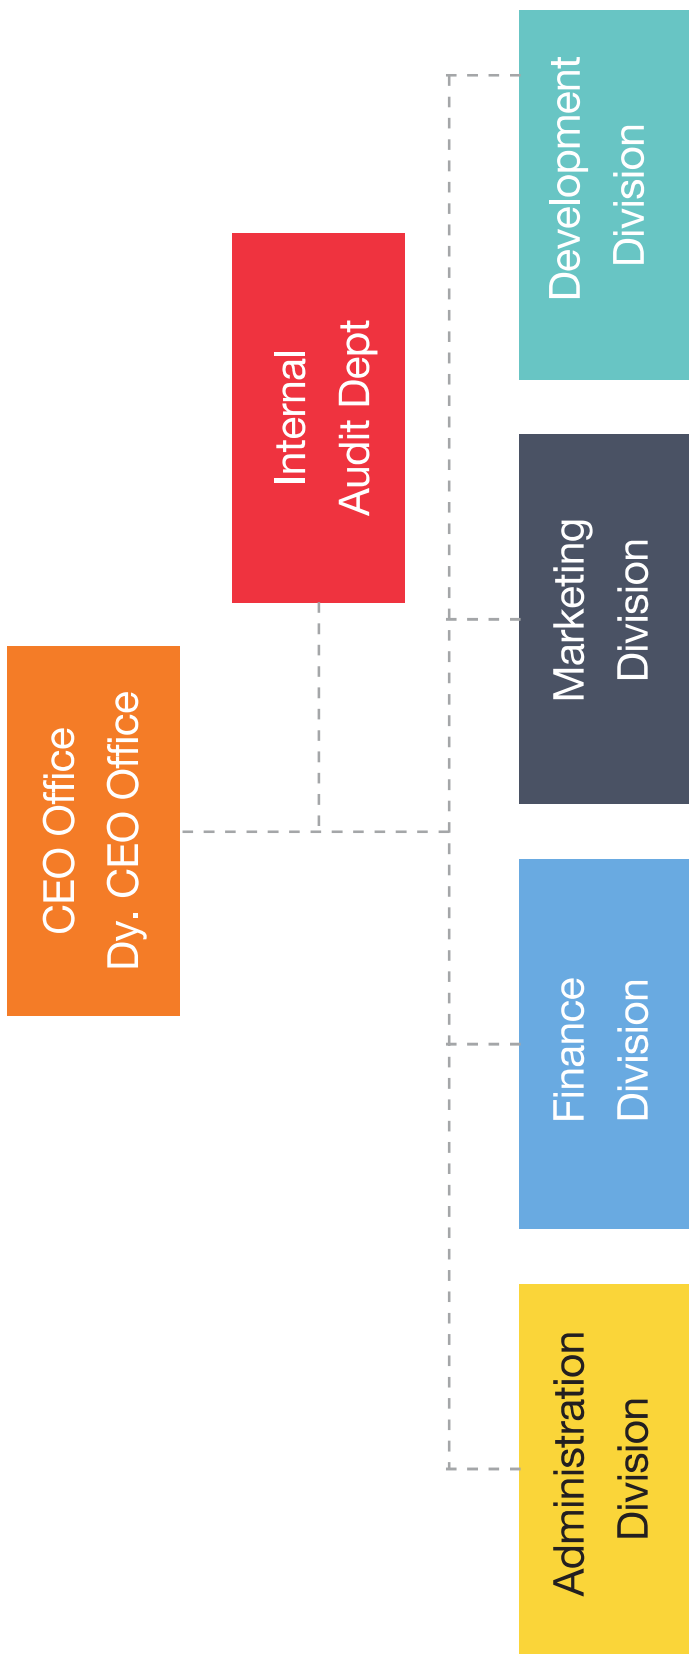 CEO Office
Dy. CEO Office
Internal
Audit Dept
Administration
Division
Finance
Division
Marketing
Division
Development
Division